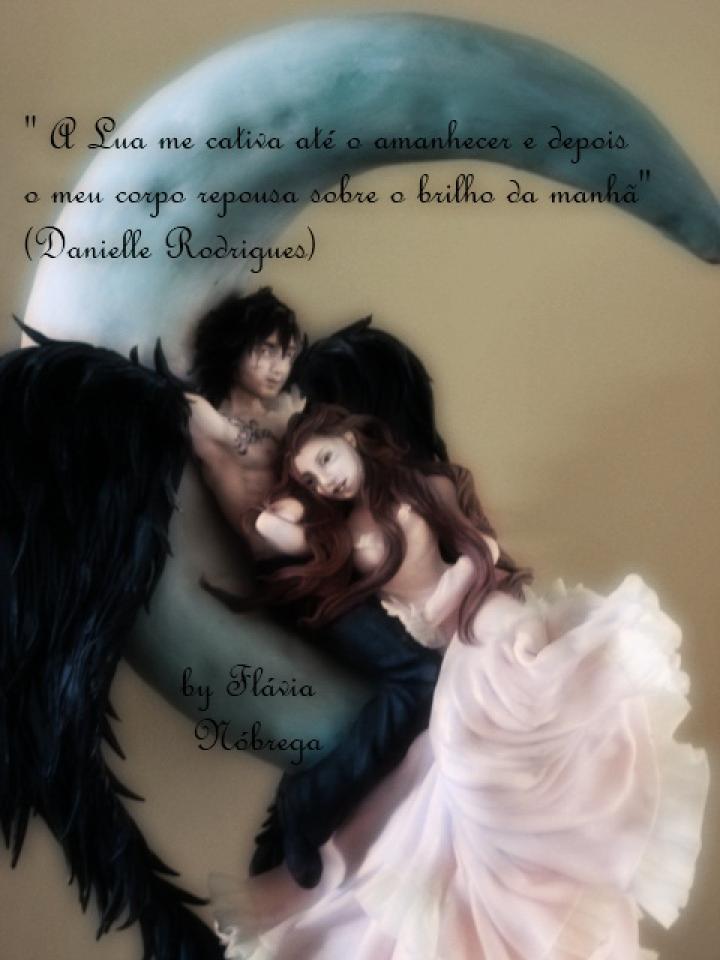 " A Lua me cativa até o amanhecer e depois
o meu corpo repousa sobre o brilho da manhã"
(Danielle Rodrigues)
by Flávia
Nóbrega